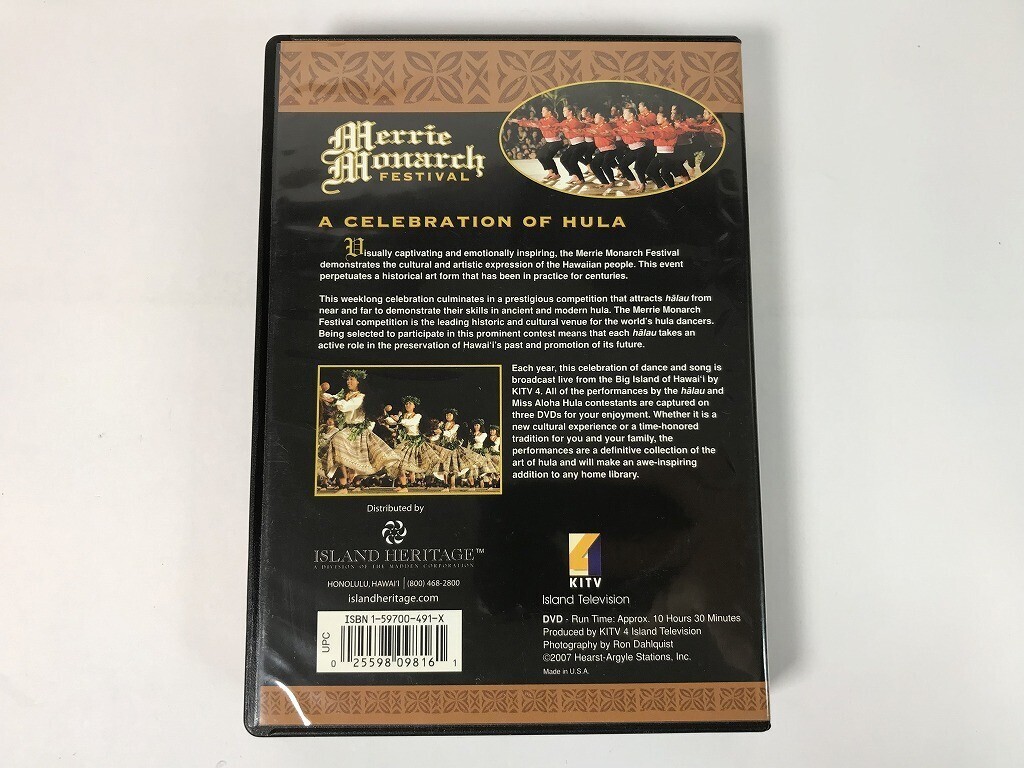 Merrie
Monarch
FESTIVAL
A CELEBRATION OF HULA
Visually captivating and emotionally inspiring, the Merrie Monarch Festival
demonstrates the cultural and artistic expression of the Hawaiian people. This event
perpetuates a historical art form that has been in practice for centuries.
This weeklong celebration culminates in a prestigious competition that attracts hālau from
near and far to demonstrate their skills in ancient and modern hula. The Merrie Monarch
Festival competition is the leading historic and cultural venue for the world's hula dancers.
Being selected to participate in this prominent contest means that each hālau takes an
active role in the preservation of Hawai‘i's past and promotion of its future.
Each year, this celebration of dance and song is
broadcast live from the Big Island of Hawai‘i by
KITV 4. All of the performances by the hālau and
Miss Aloha Hula contestants are captured on
three DVDs for your enjoyment. Whether it is a
new cultural experience or a time-honored
tradition for you and your family, the
performances are a definitive collection of the
art of hula and will make an awe-inspiring
addition to any home library.
Distributed by
ISLAND HERITAGE™
A DIVISION OF THE MADDEN CORPORATION
HONOLULU, HAWAI‘I | (800) 468-2800
islandheritage.com
ISBN 1-59700-491-X
UPC
0 25598 09816 1
4
KITV
Island Television
DVD - Run Time: Approx. 10 Hours 30 Minutes
Produced by KITV 4 Island Television
Photography by Ron Dahlquist
©2007 Hearst-Argyle Stations, Inc.
Made in U.S.A.